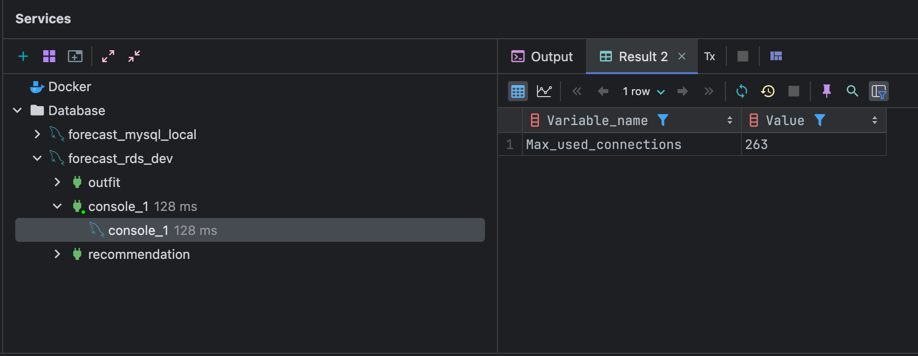 Services
Docker
Database
forecast_mysql_local
forecast_rds_dev
outfit
console_1 128 ms
console_1 128 ms
recommendation
Output
Result 2
Tx
1 row
Variable_name Value
1 Max_used_connections 263